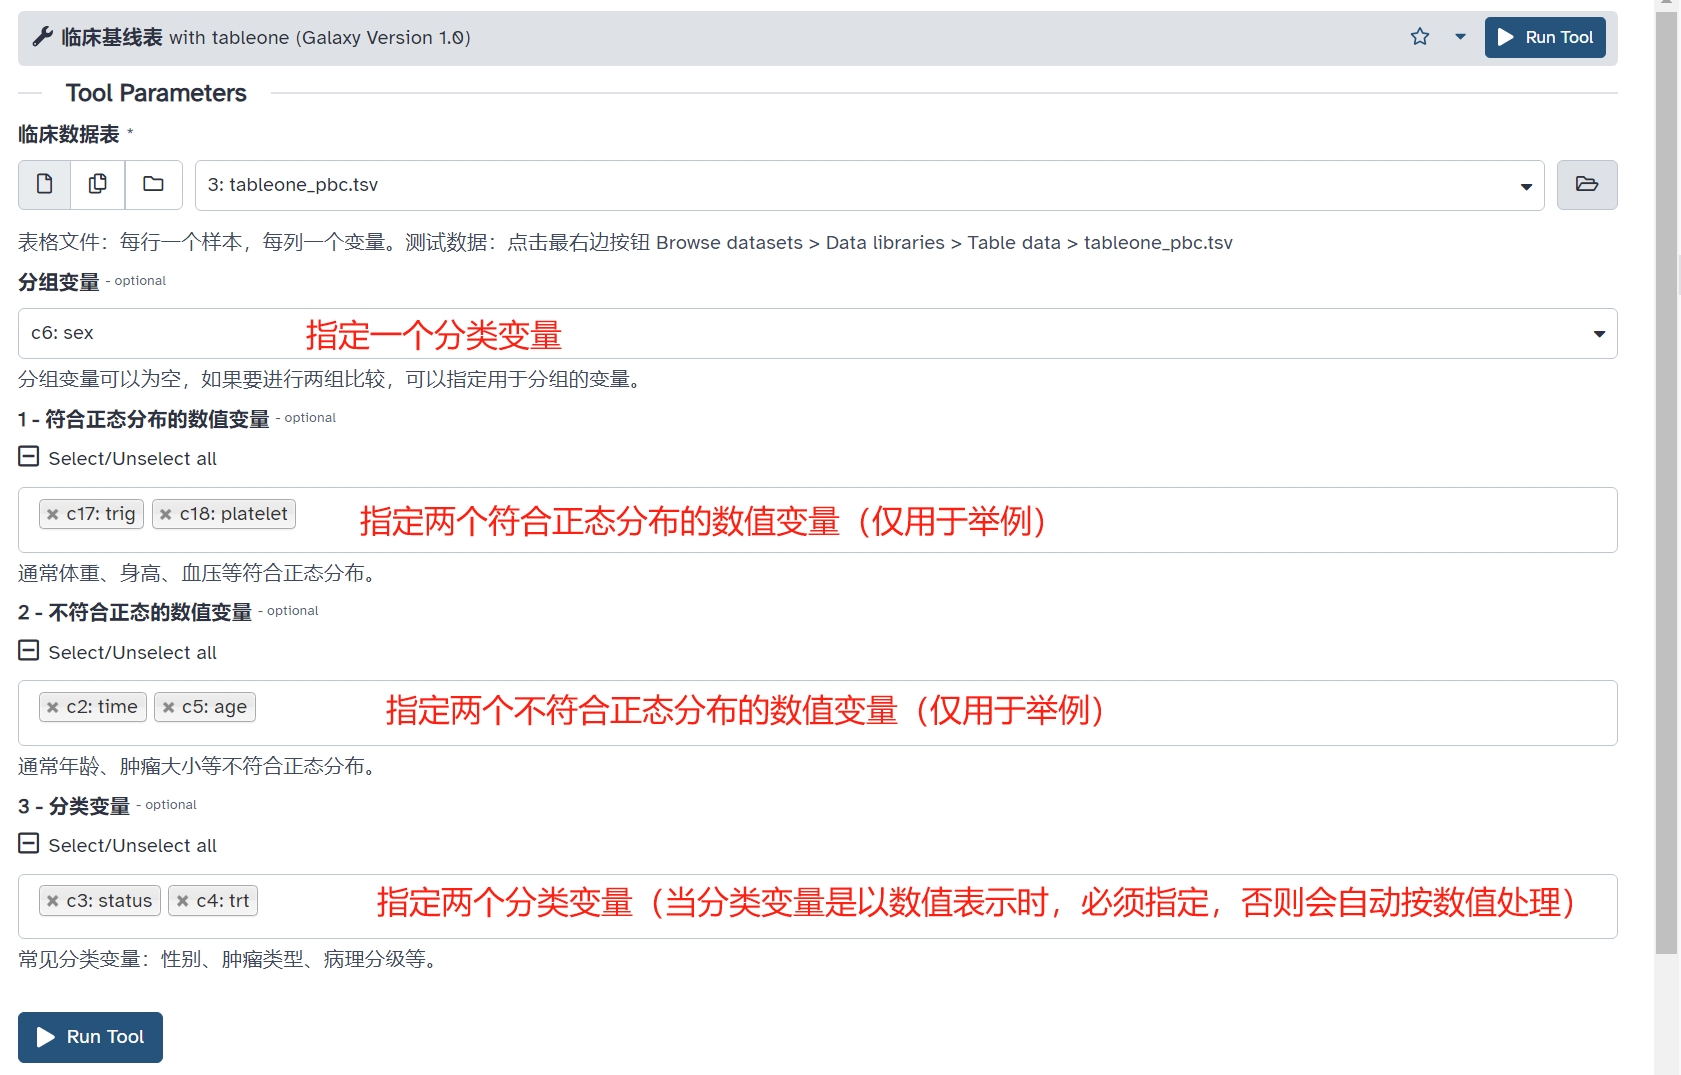 临床基线表 with tableone (Galaxy Version 1.0)
Run Tool
Tool Parameters
临床数据表 *
3: tableone_pbc.tsv
表格文件：每行一个样本，每列一个变量。测试数据：点击最右边按钮 Browse datasets > Data libraries > Table data > tableone_pbc.tsv
分组变量 - optional
c6: sex
指定一个分类变量
分组变量可以为空，如果要进行两组比较，可以指定用于分组的变量。
1 - 符合正态分布的数值变量 - optional
Select/Unselect all
× c17: trig × c18: platelet
指定两个符合正态分布的数值变量（仅用于举例）
通常体重、身高、血压等符合正态分布。
2 - 不符合正态的数值变量 - optional
Select/Unselect all
× c2: time × c5: age
指定两个不符合正态分布的数值变量（仅用于举例）
通常年龄、肿瘤大小等不符合正态分布。
3 - 分类变量 - optional
Select/Unselect all
× c3: status × c4: trt
指定两个分类变量（当分类变量是以数值表示时，必须指定，否则会自动按数值处理）
常见分类变量：性别、肿瘤类型、病理分级等。
Run Tool